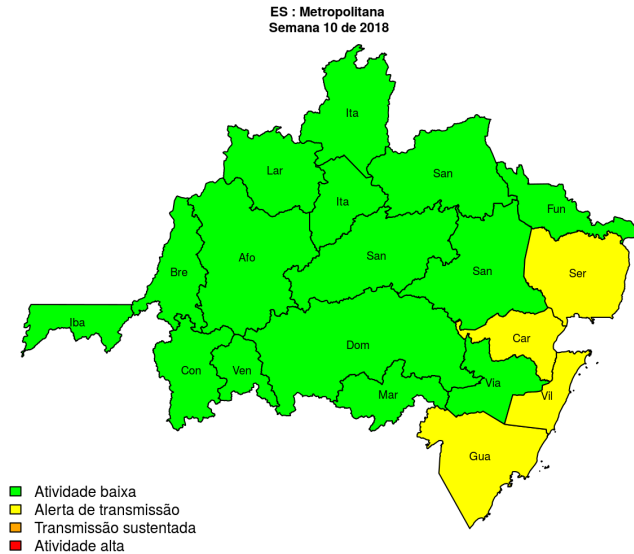 ES : Metropolitana
Semana 10 de 2018
Ita
Lar
San
Ita
Fun
Afo
San
San
Bre
Ser
Iba
Car
Dom
Con
Ven
Via
Mar
Vil
Gua
Atividade baixa
Alerta de transmissão
Transmissão sustentada
Atividade alta